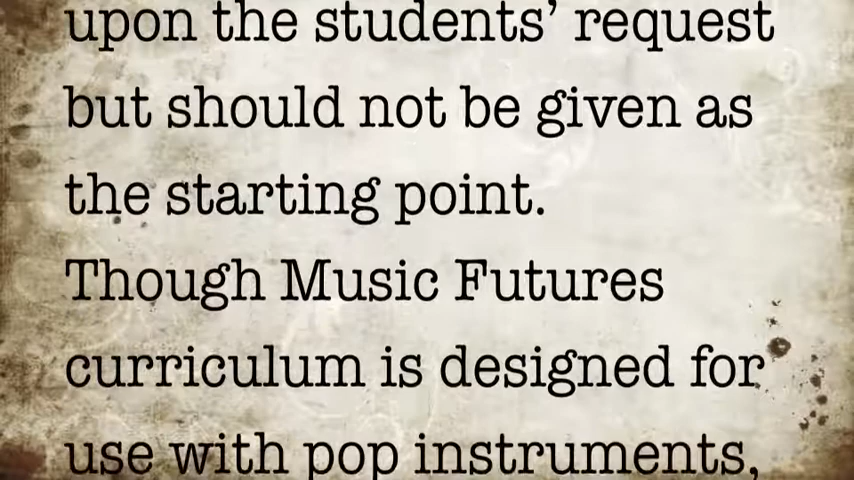 upon the students’ request
but should not be given as
the starting point.
Though Music Futures
curriculum is designed for
use with pop instruments,